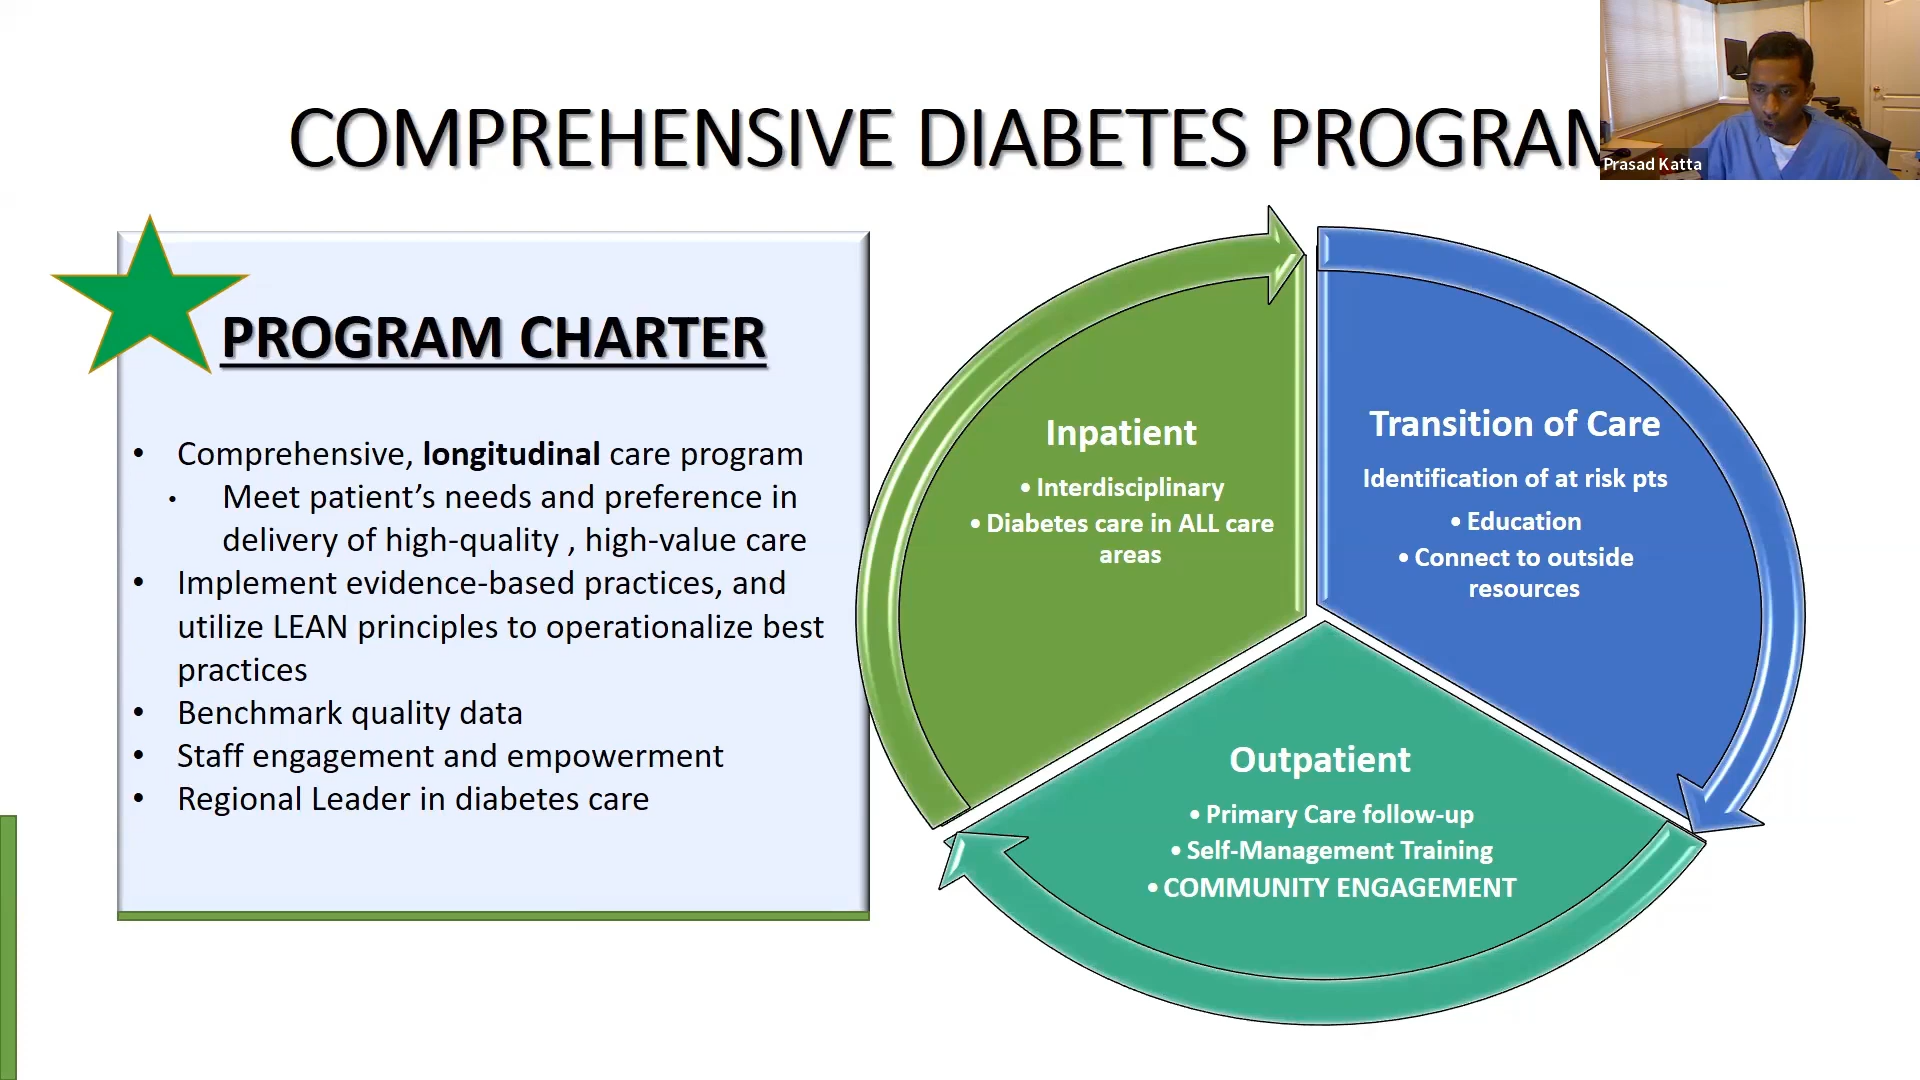 COMPREHENSIVE DIABETES PROGRAM
Prasad Katta
PROGRAM CHARTER
• Comprehensive, longitudinal care program
• Meet patient’s needs and preference in
delivery of high-quality , high-value care
• Implement evidence-based practices, and
utilize LEAN principles to operationalize best
practices
• Benchmark quality data
• Staff engagement and empowerment
• Regional Leader in diabetes care
Inpatient
• Interdisciplinary
• Diabetes care in ALL care
areas
Transition of Care
Identification of at risk pts
• Education
• Connect to outside
resources
Outpatient
• Primary Care follow-up
• Self-Management Training
• COMMUNITY ENGAGEMENT